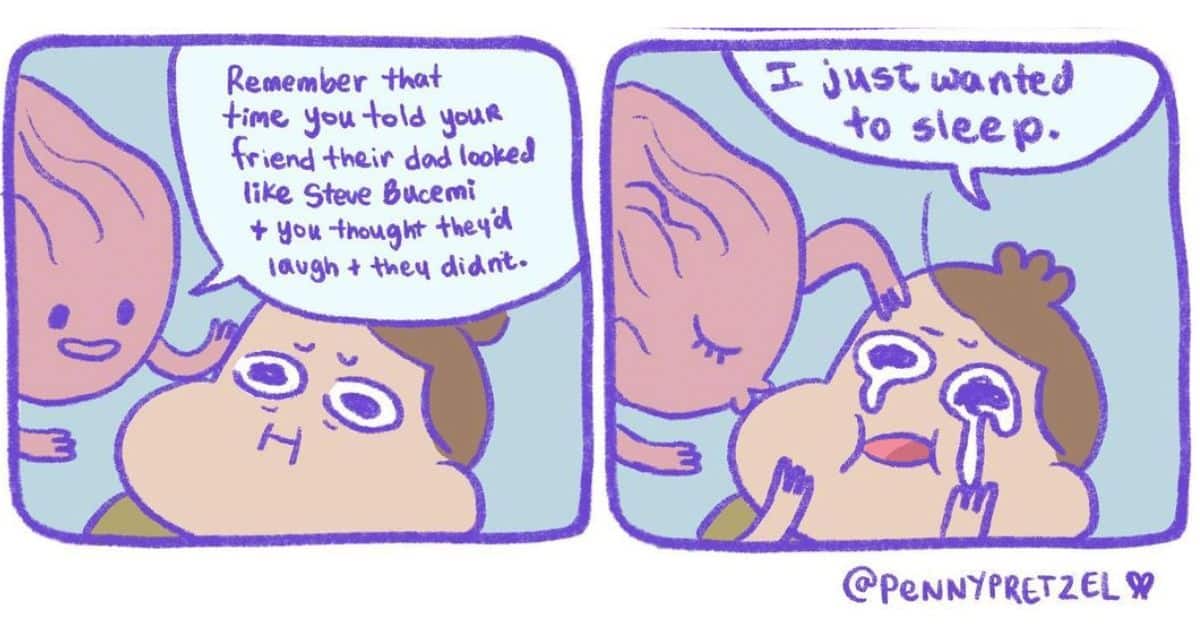 Remember that
time you told your
friend their dad looked
like Steve Bucemi
+ you thought they'd
laugh + they didn't.
I just wanted
to sleep.
@PENNYPRETZEL